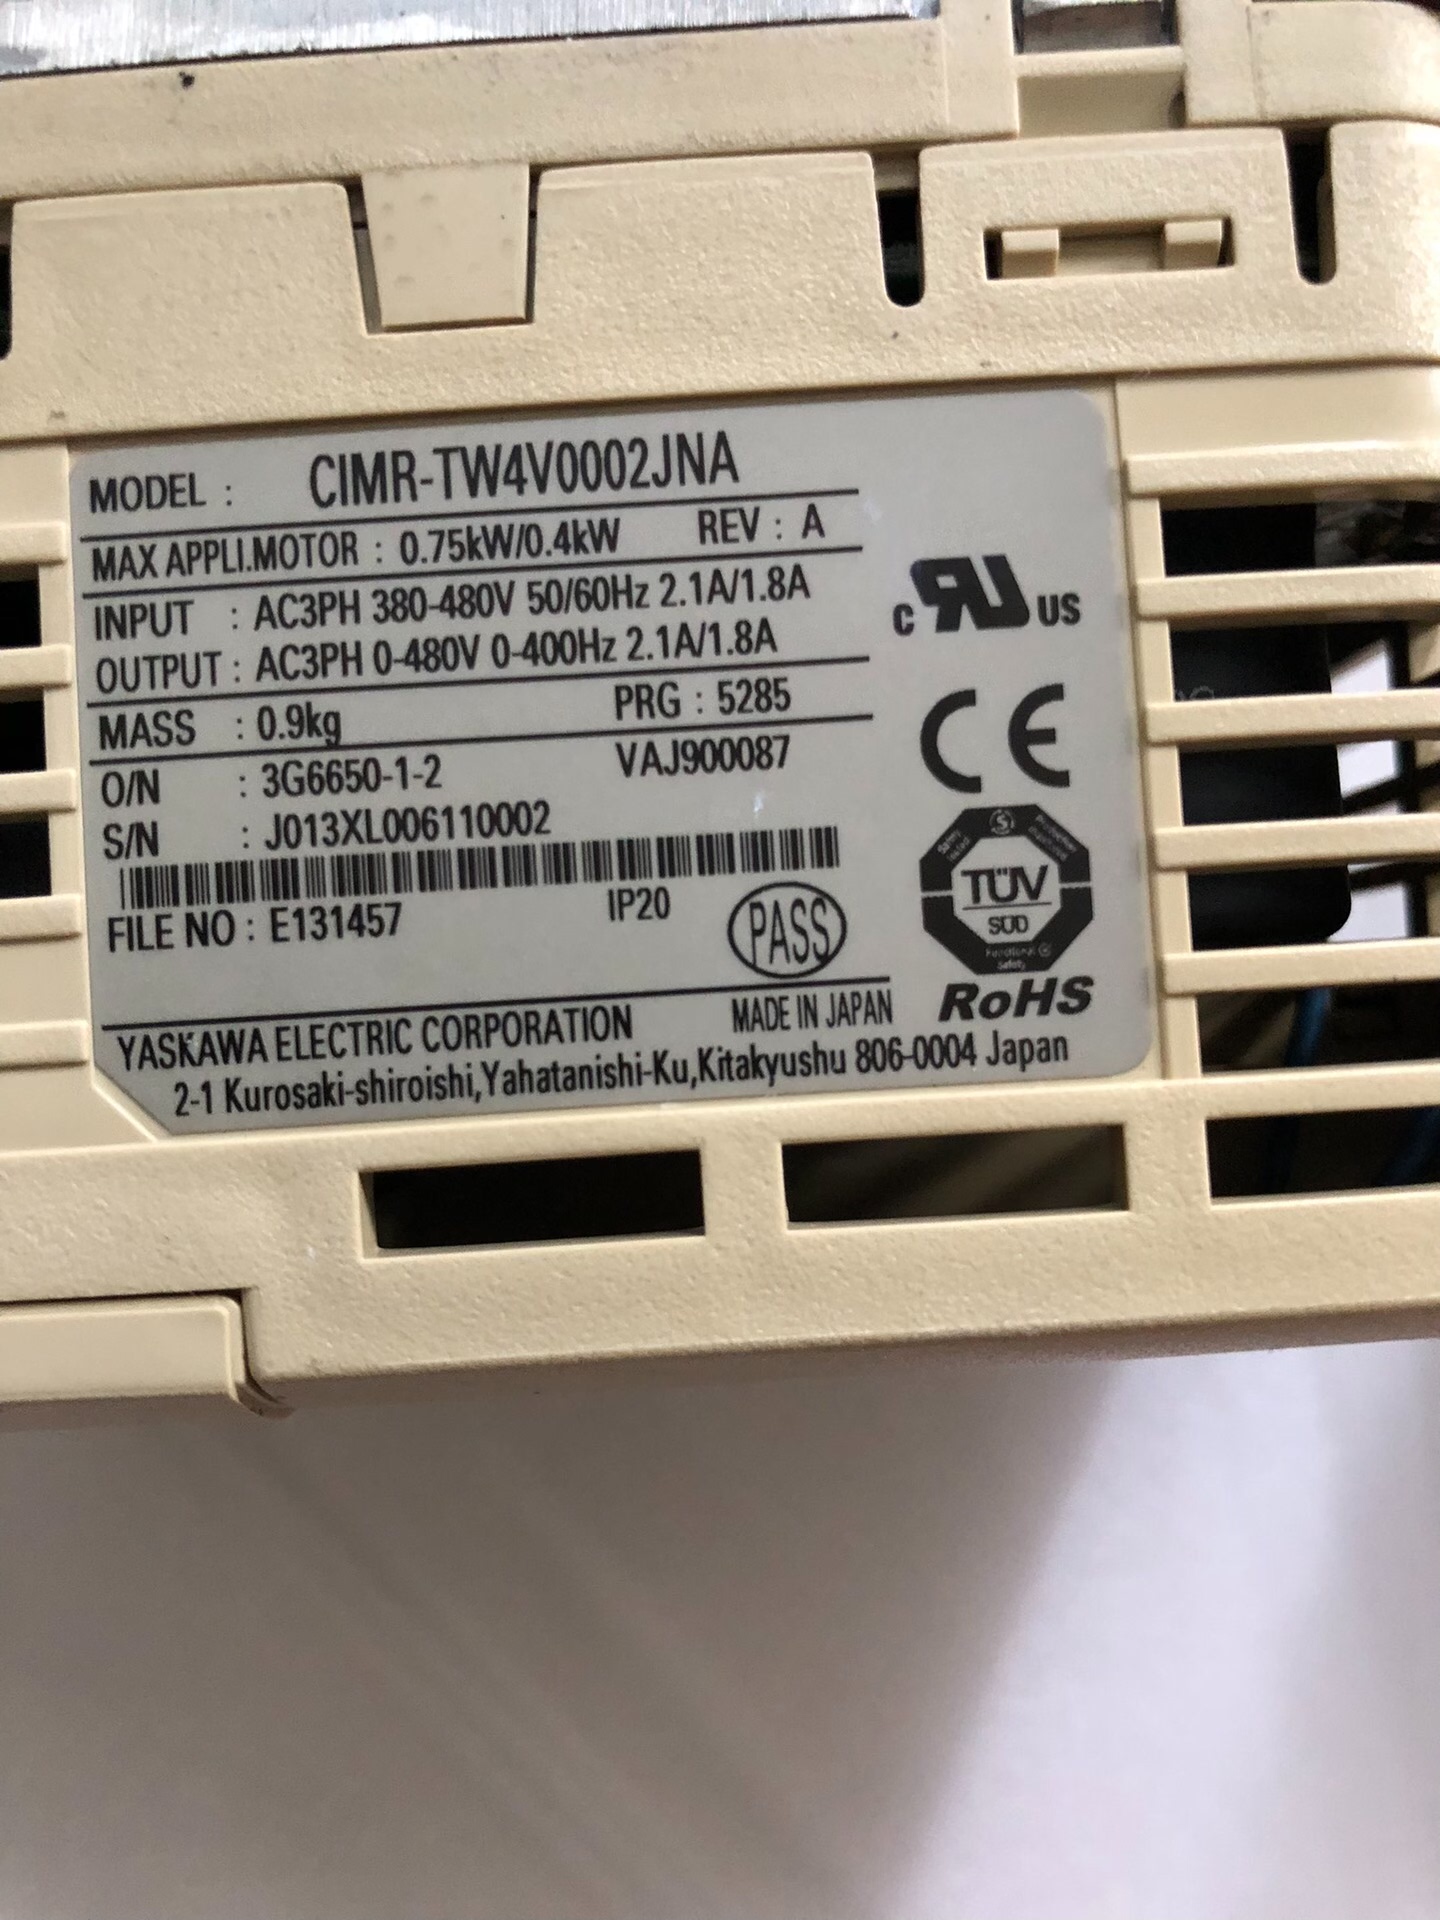 MODEL : CIMR-TW4V0002JNA
MAX APPLI.MOTOR : 0.75kW/0.4kW REV : A
INPUT : AC3PH 380-480V 50/60Hz 2.1A/1.8A
OUTPUT : AC3PH 0-480V 0-400Hz 2.1A/1.8A
MASS : 0.9kg PRG : 5285
O/N : 3G6650-1-2 VAJ900087
S/N : J013XL006110002
FILE NO : E131457 IP20 PASS
YASKAWA ELECTRIC CORPORATION MADE IN JAPAN
2-1 Kurosaki-shiroishi,Yahatanishi-Ku,Kitakyushu 806-0004 Japan
c RU US
CE
TÜV
SÜD
Functional
Safety
RoHS